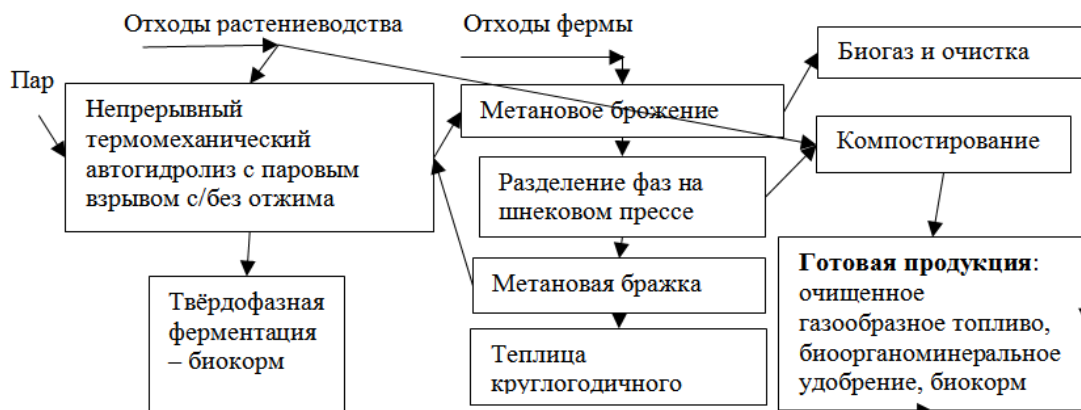 Отходы растениеводства
Отходы фермы
Биогаз и очистка
Пар
Непрерывный
термомеханический
автогидролиз с паровым
взрывом с/без отжима
Метановое брожение
Компостирование
Разделение фаз на
шнековом прессе
Метановая бражка
Готовая продукция:
очищенное
газообразное топливо,
биоорганоминеральное
удобрение, биокорм
Твёрдофазная
ферментация
– биокорм
Теплица
круглогодичного